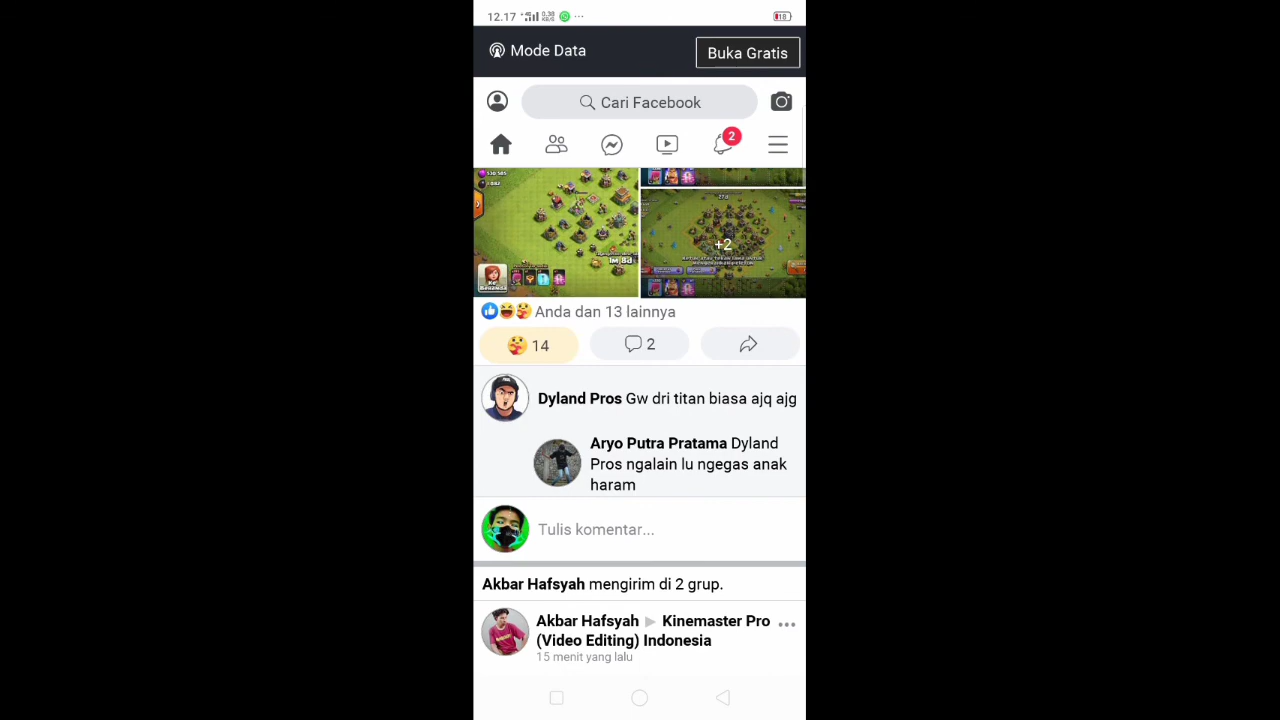 12.17
18
Mode Data
Buka Gratis
Cari Facebook
2
+2
Anda dan 13 lainnya
14
2
Dyland Pros Gw dri titan biasa ajq ajg
Aryo Putra Pratama Dyland
Pros ngalain lu ngegas anak
haram
Tulis komentar...
Akbar Hafsyah mengirim di 2 grup.
Akbar Hafsyah ▶ Kinemaster Pro
(Video Editing) Indonesia
15 menit yang lalu